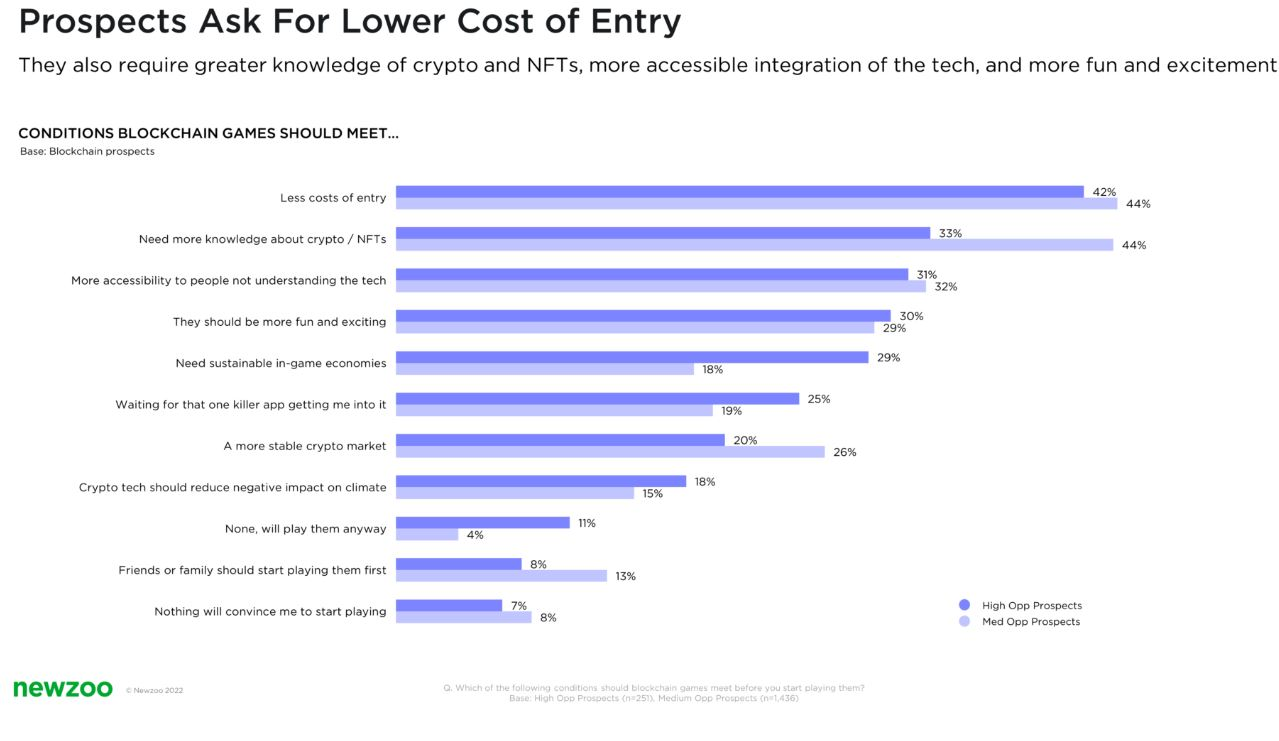 Prospects Ask For Lower Cost of Entry
They also require greater knowledge of crypto and NFTs, more accessible integration of the tech, and more fun and excitement
CONDITIONS BLOCKCHAIN GAMES SHOULD MEET...
Base: Blockchain prospects
Less costs of entry
42%
44%
Need more knowledge about crypto / NFTs
33%
44%
More accessibility to people not understanding the tech
31%
32%
They should be more fun and exciting
30%
29%
Need sustainable in-game economies
29%
18%
Waiting for that one killer app getting me into it
25%
19%
A more stable crypto market
20%
26%
Crypto tech should reduce negative impact on climate
18%
15%
None, will play them anyway
11%
4%
Friends or family should start playing them first
8%
13%
Nothing will convince me to start playing
7%
8%
High Opp Prospects
Med Opp Prospects
newzoo
© Newzoo 2022
Q. Which of the following conditions should blockchain games meet before you start playing them?
Base: High Opp Prospects (n=251), Medium Opp Prospects (n=1,436)